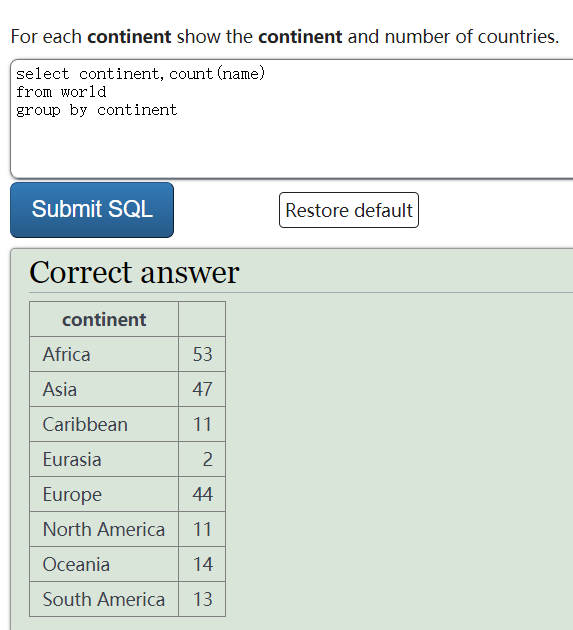 For each continent show the continent and number of countries.
select continent,count(name)
from world
group by continent
Submit SQL
Restore default
Correct answer
continent
Africa 53
Asia 47
Caribbean 11
Eurasia 2
Europe 44
North America 11
Oceania 14
South America 13